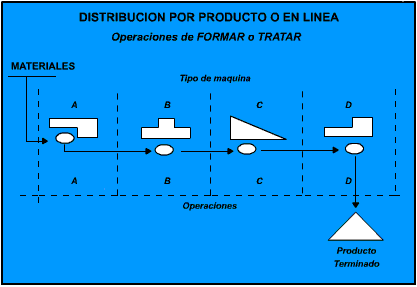 DISTRIBUCION POR PRODUCTO O EN LINEA
Operaciones de FORMAR o TRATAR
MATERIALES
Tipo de maquina
A B C D
A B C D
Operaciones
Producto
Terminado